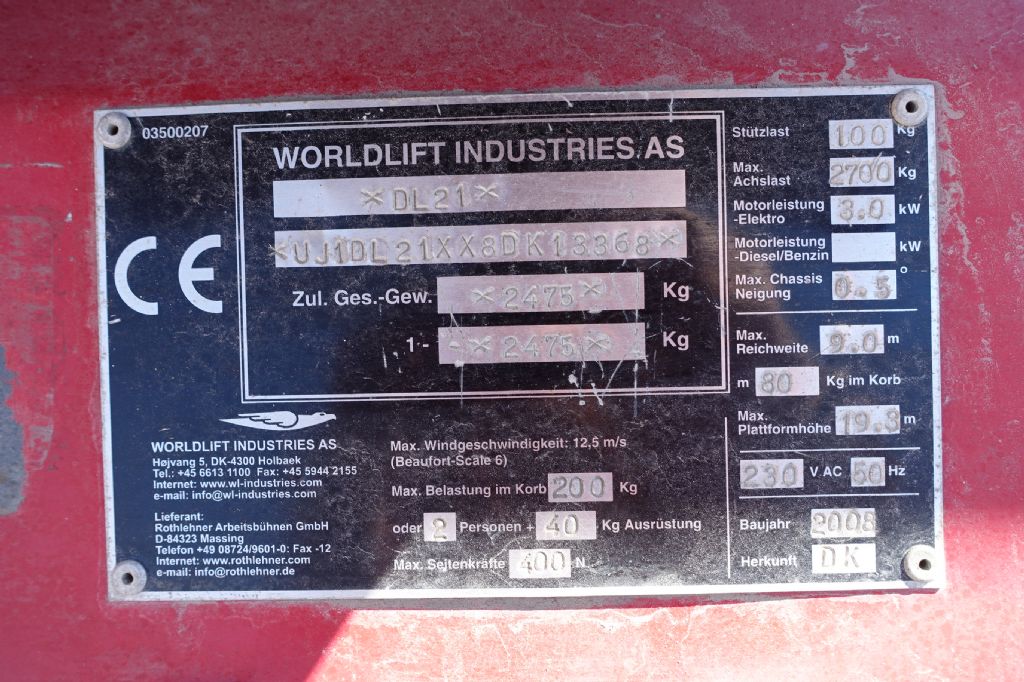 03500207
WORLDLIFT INDUSTRIES AS
*DL21*
*UJ1DL21XX8DK13368*
Zul. Ges.-Gew. *2475* Kg
1- -*2475* Kg
CE
WORLDLIFT INDUSTRIES AS
Højvang 5, DK-4300 Holbaek
Tel.: +45 6613 1100 Fax: +45 5944 2155
Internet: www.wl-industries.com
e-mail: info@wl-industries.com
Lieferant:
Rothlehner Arbeitsbühnen GmbH
D-84323 Massing
Telefon +49 08724/9601-0: Fax -12
Internet: www.rothlehner.com
e-mail: info@rothlehner.de
Max. Windgeschwindigkeit: 12,5 m/s
(Beaufort-Scale 6)
Max. Belastung im Korb 200 Kg
oder 2 Personen + 40 Kg Ausrüstung
Max. Seitenkräfte 400 N
Stützlast 100 Kg
Max.
Achslast 2700 Kg
Motorleistung
-Elektro 3.0 kW
Motorleistung
-Diesel/Benzin kW
Max. Chassis
Neigung 0.5 °
Max.
Reichweite 9.0 m
m 80 Kg im Korb
Max.
Plattformhöhe 19.3 m
230 V AC 50 Hz
Baujahr 2008
Herkunft DK